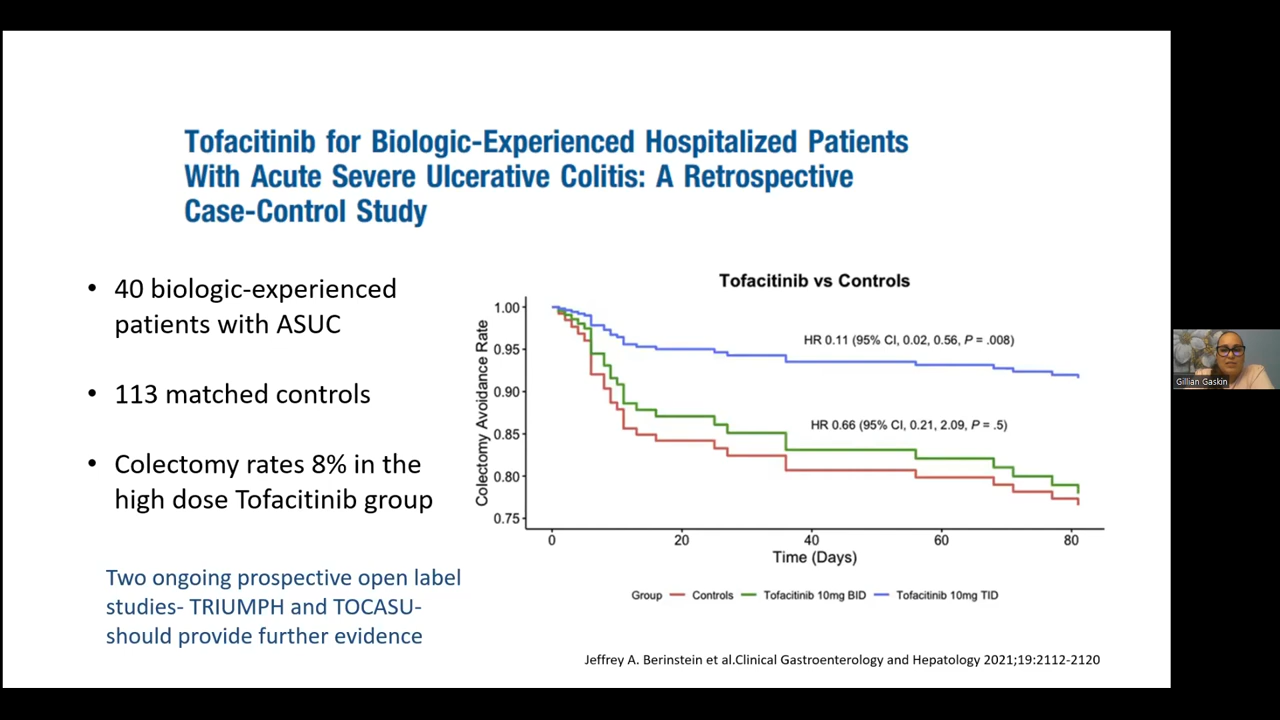 Tofacitinib for Biologic-Experienced Hospitalized Patients
With Acute Severe Ulcerative Colitis: A Retrospective
Case-Control Study
• 40 biologic-experienced
patients with ASUC
• 113 matched controls
• Colectomy rates 8% in the
high dose Tofacitinib group
Two ongoing prospective open label
studies- TRIUMPH and TOCASU-
should provide further evidence
Tofacitinib vs Controls
Colectomy Avoidance Rate
1.00
0.95
0.90
0.85
0.80
0.75
HR 0.11 (95% CI, 0.02, 0.56, P = .008)
HR 0.66 (95% CI, 0.21, 2.09, P = .5)
0 20 40 60 80
Time (Days)
Group Controls Tofacitinib 10mg BID Tofacitinib 10mg TID
Jeffrey A. Berinstein et al.Clinical Gastroenterology and Hepatology 2021;19:2112-2120
Gillian Gaskin